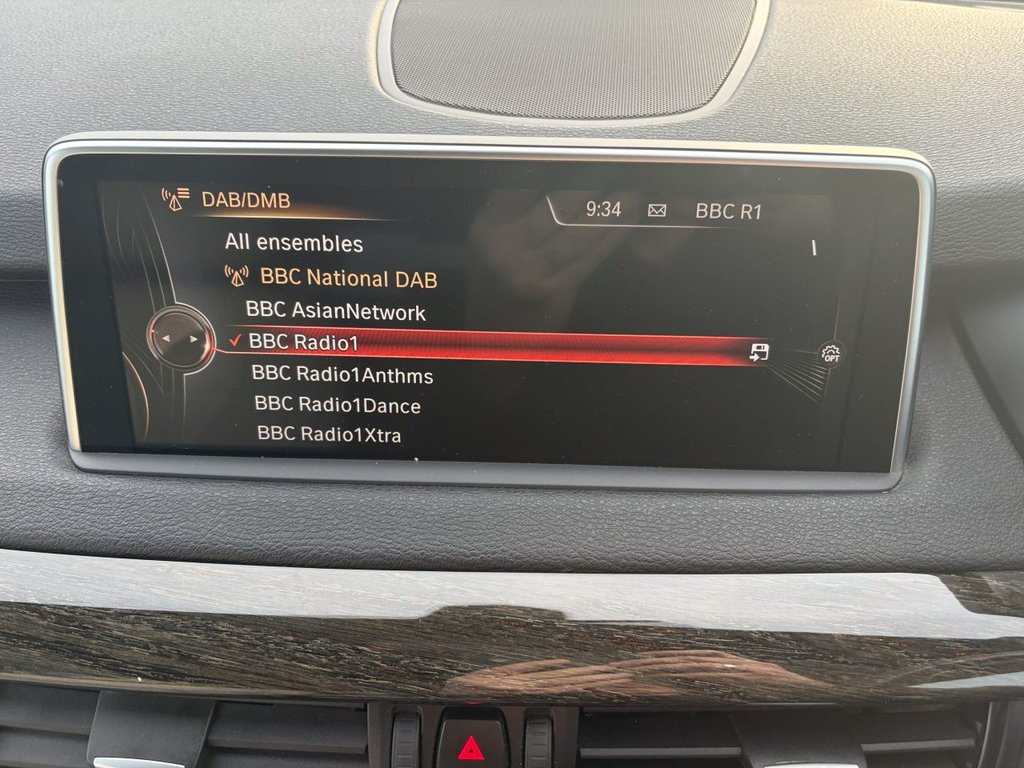 DAB/DMB
9:34 BBC R1
All ensembles
BBC National DAB
BBC AsianNetwork
BBC Radio1
OPT
BBC Radio1Anthms
BBC Radio1Dance
BBC Radio1Xtra